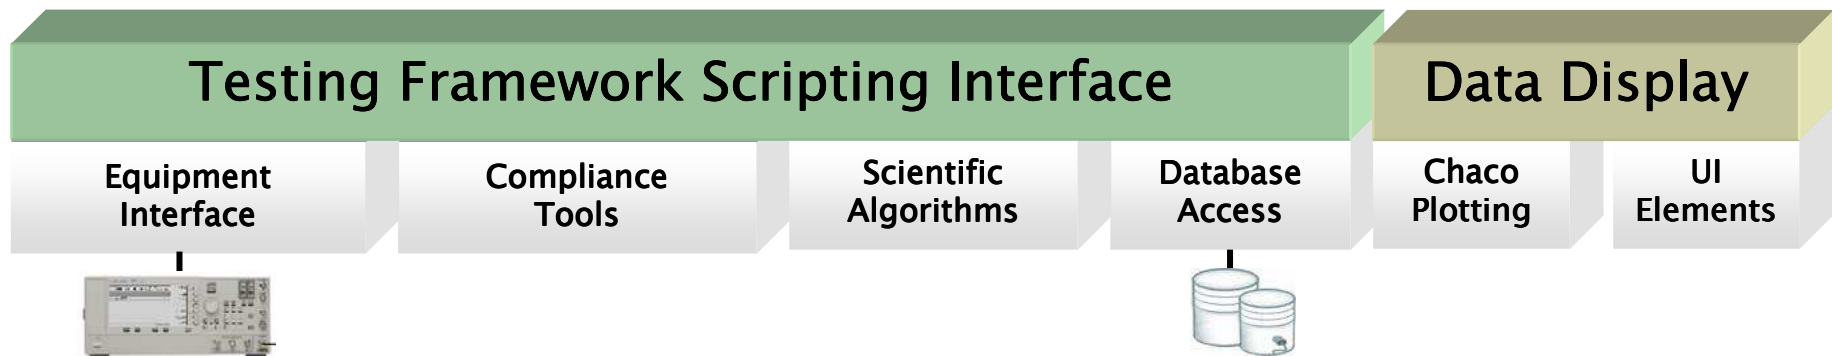 Testing Framework Scripting Interface
Data Display
Equipment
Interface
Compliance
Tools
Scientific
Algorithms
Database
Access
Chaco
Plotting
UI
Elements